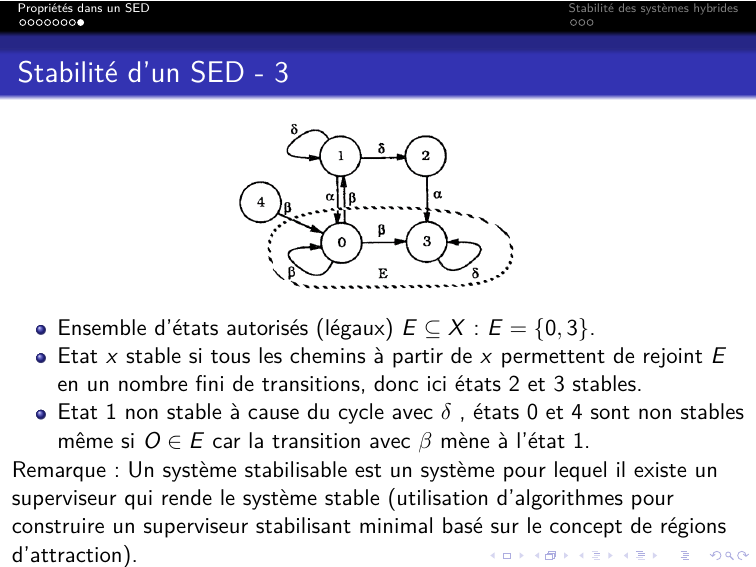 Propriétés dans un SED
Stabilité des systèmes hybrides
Stabilité d'un SED - 3
δ
1
δ
2
α
β
α
4
β
0
β
3
β
E
δ
Ensemble d'états autorisés (légaux) E ⊆ X : E = {0, 3}.
Etat x stable si tous les chemins à partir de x permettent de rejoint E
en un nombre fini de transitions, donc ici états 2 et 3 stables.
Etat 1 non stable à cause du cycle avec δ , états 0 et 4 sont non stables
même si O ∈ E car la transition avec β mène à l'état 1.
Remarque : Un système stabilisable est un système pour lequel il existe un
superviseur qui rende le système stable (utilisation d'algorithmes pour
construire un superviseur stabilisant minimal basé sur le concept de régions
d'attraction).